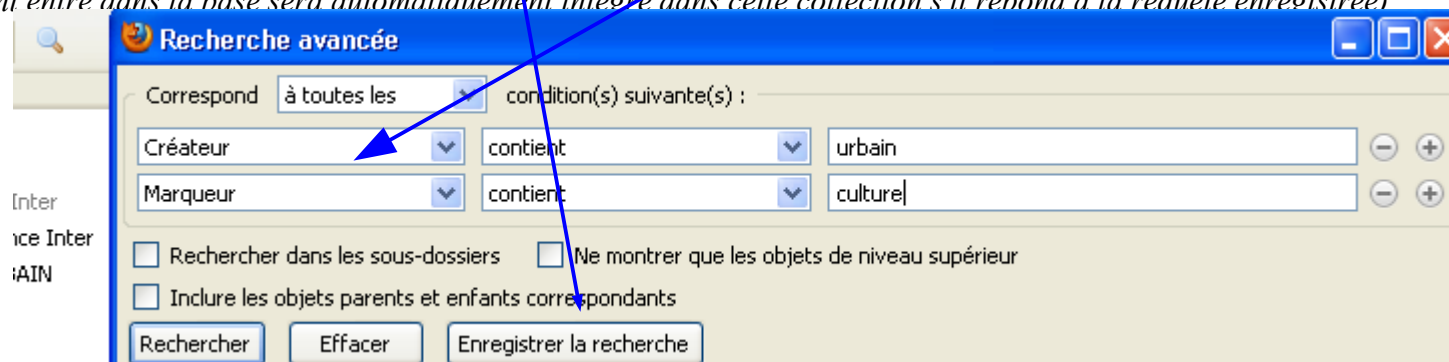 entre dans la base sera automatiquement intégré dans cette collection s'il répond à la requête enregistrée)
Recherche avancée
Correspond à toutes les condition(s) suivante(s) :
Créateur contient urbain
Marqueur contient culture
Inter
nce Inter
BAIN
Rechercher dans les sous-dossiers Ne montrer que les objets de niveau supérieur
Inclure les objets parents et enfants correspondants
Rechercher Effacer Enregistrer la recherche